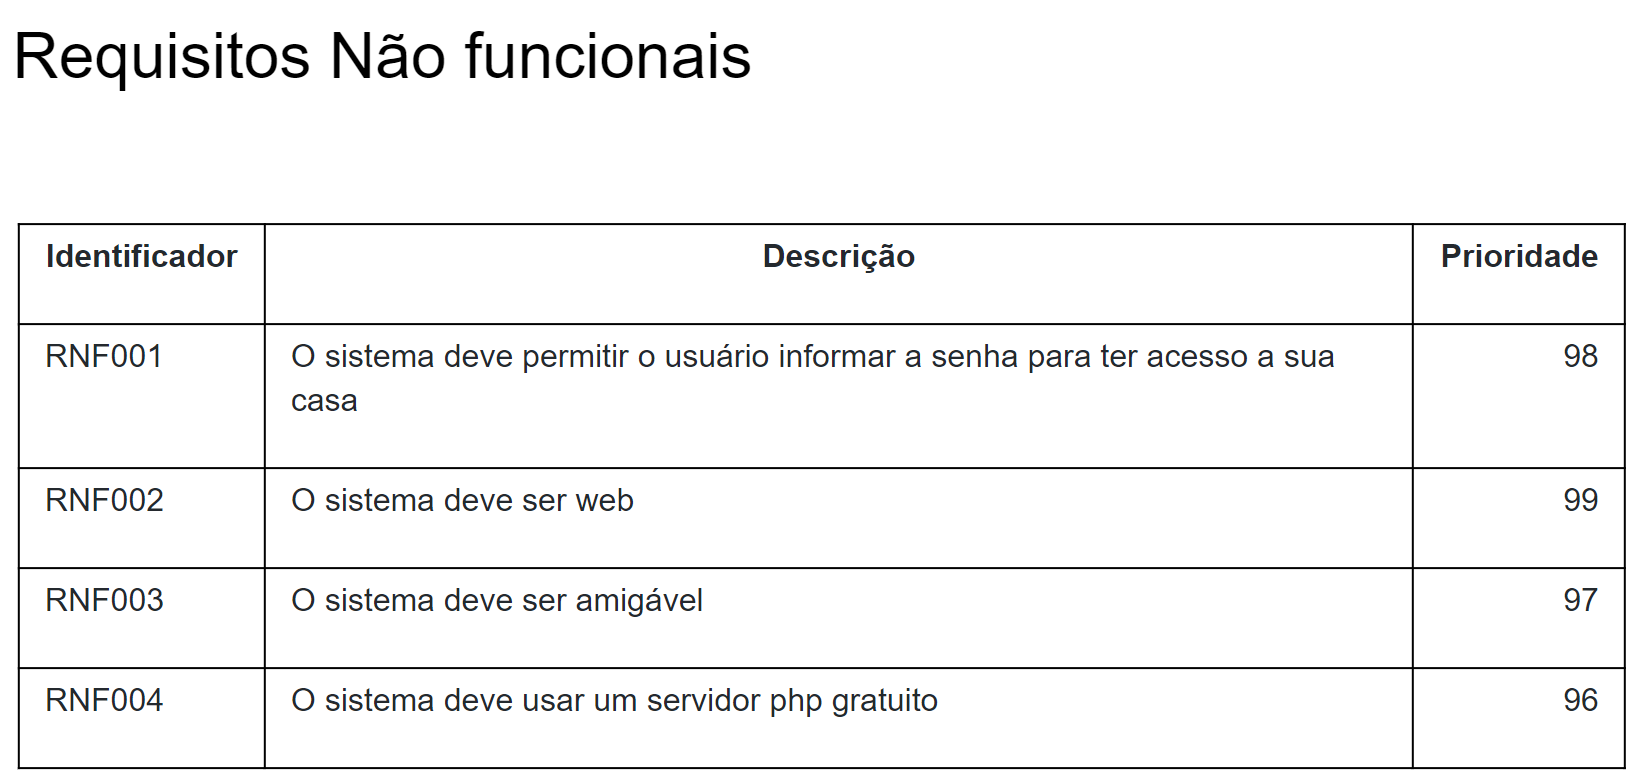 Requisitos Não funcionais
Identificador Descrição Prioridade
RNF001 O sistema deve permitir o usuário informar a senha para ter acesso a sua 98
casa
RNF002 O sistema deve ser web 99
RNF003 O sistema deve ser amigável 97
RNF004 O sistema deve usar um servidor php gratuito 96